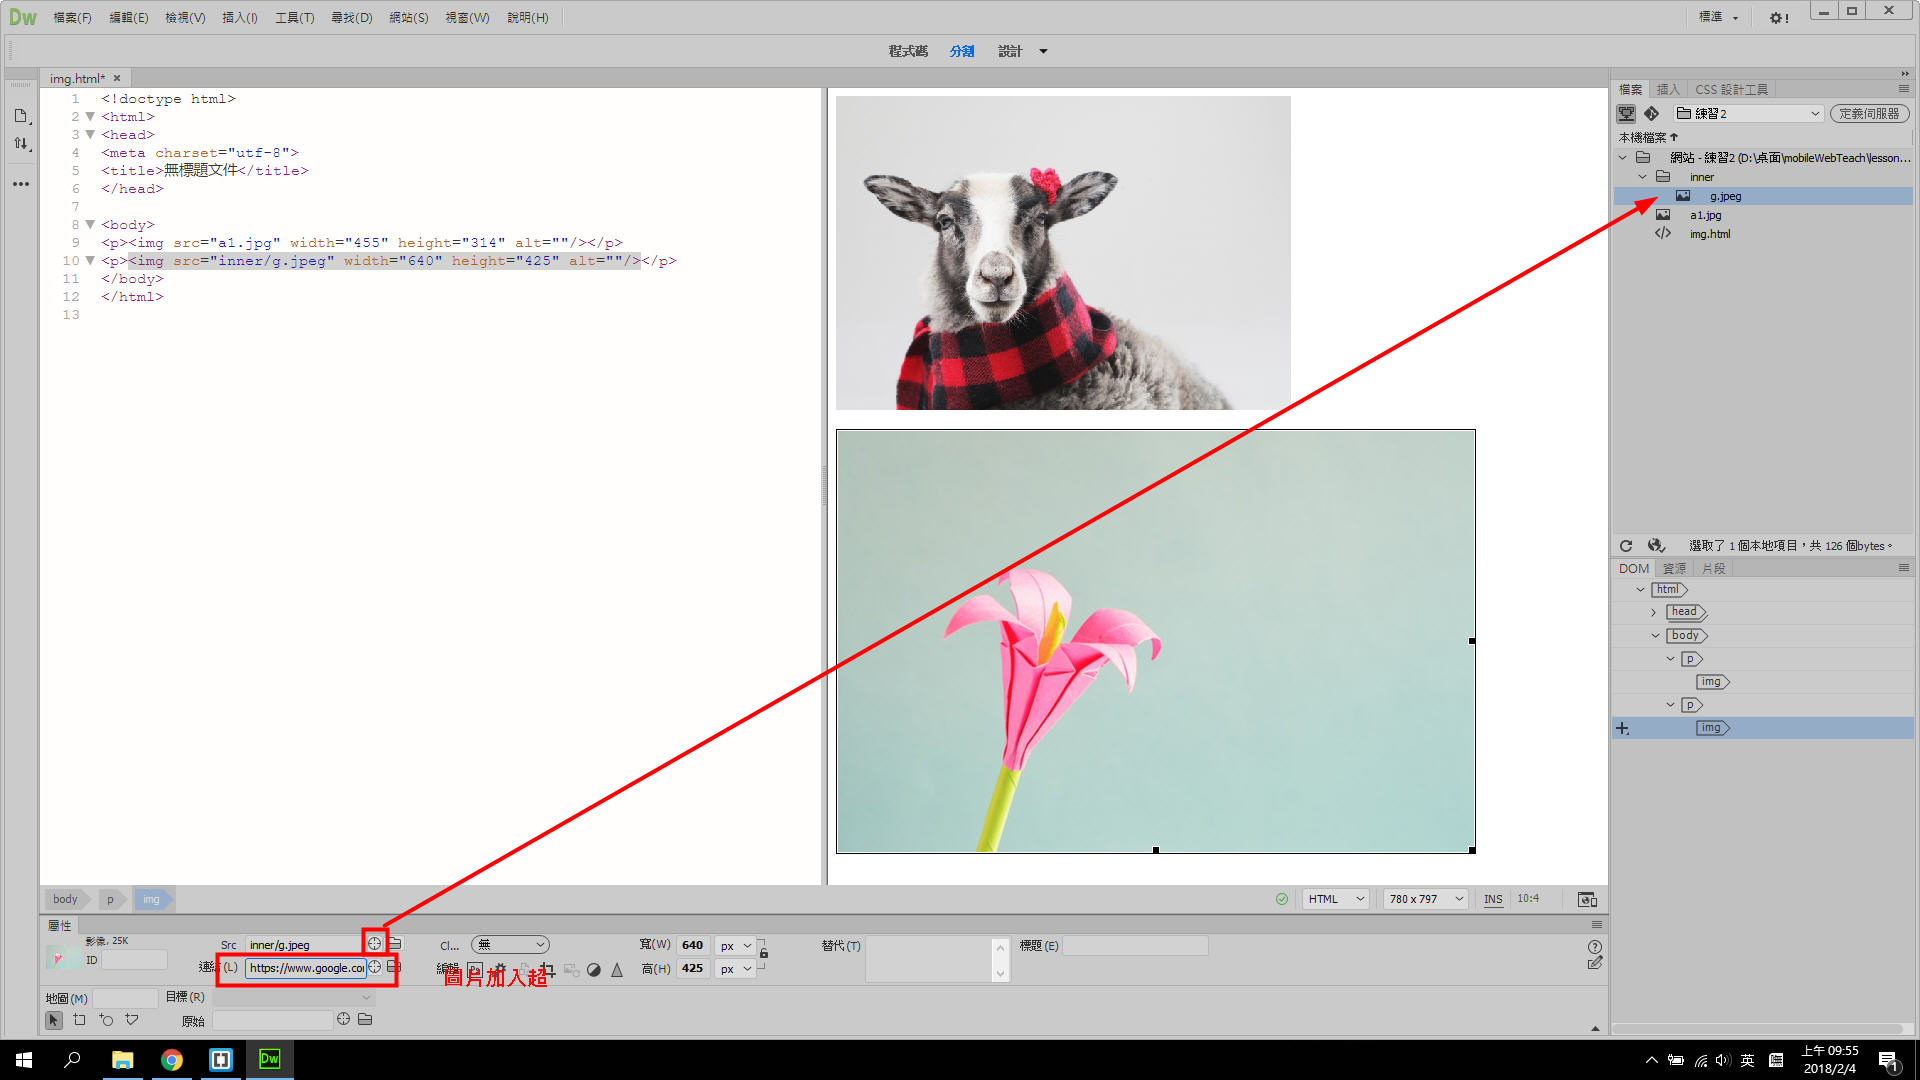 Dw 檔案(F) 編輯(E) 檢視(V) 插入(I) 工具(T) 尋找(D) 網站(S) 視窗(W) 說明(H) 標準
程式碼 分割 設計
img.html* ×
1 <!doctype html>
2 <html>
3 <head>
4 <meta charset="utf-8">
5 <title>無標題文件</title>
6 </head>
7
8 <body>
9 <p><img src="a1.jpg" width="455" height="314" alt=""/></p>
10 <p><img src="inner/g.jpeg" width="640" height="425" alt=""/></p>
11 </body>
12 </html>
13
檔案 插入 CSS 設計工具
練習2 定義伺服器
本機檔案
網站 - 練習2 (D:\桌面\mobileWebTeach\lesson...
inner
g.jpeg
a1.jpg
img.html
選取了 1 個本地項目，共 126 個bytes。
DOM 資源 片段
html
head
body
p
img
p
img
body p img
HTML 780 x 797 INS 10:4
屬性
影像, 25K Src inner/g.jpeg Cl... 無 寬(W) 640 px 替代(T) 標題(E)
ID 連結(L) https://www.google.co 編輯 高(H) 425 px
圖片加入超
地圖(M) 目標(R)
原始
Dw 英 上午 09:55
2018/2/4 1